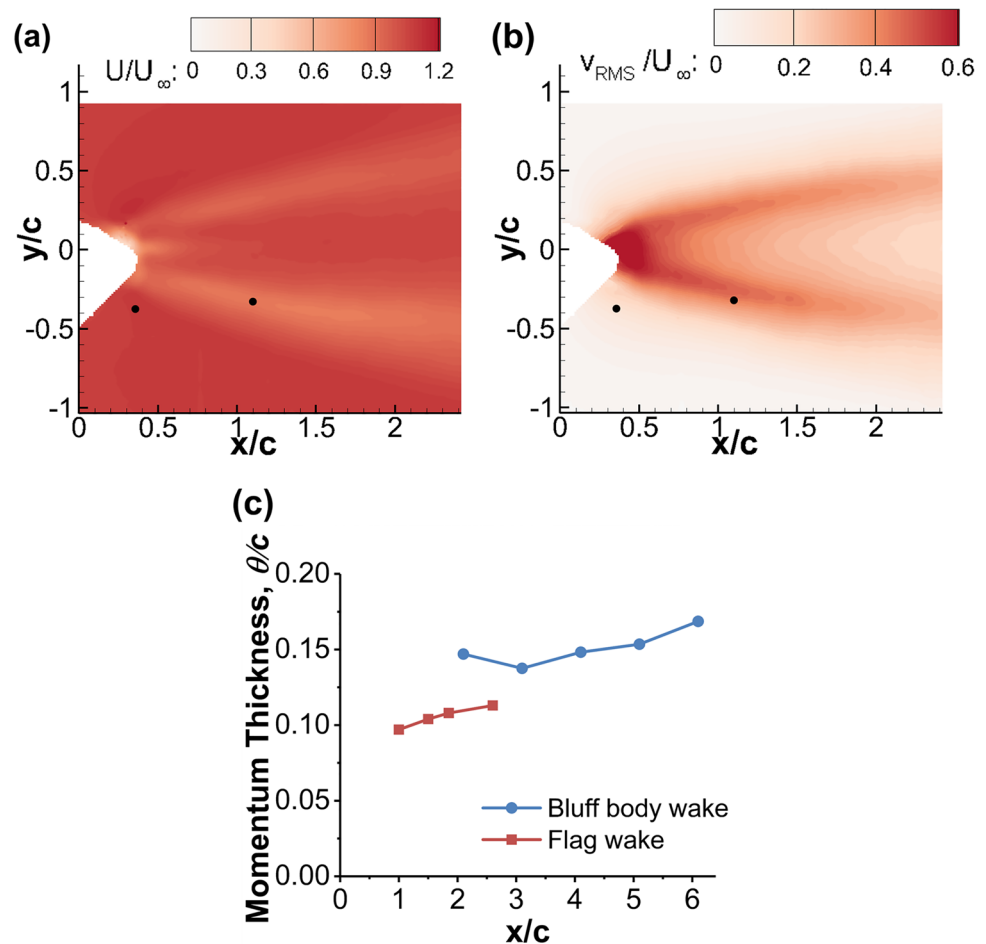 (a)
U/U∞: 0 0.3 0.6 0.9 1.2
1
0.5
0
-0.5
-1
y/c
0 0.5 1 1.5 2
x/c
(b)
vRMS /U∞: 0 0.2 0.4 0.6
1
0.5
0
-0.5
-1
y/c
0 0.5 1 1.5 2
x/c
(c)
Momentum Thickness, θ/c
0.20
0.15
0.10
0.05
0.00
Bluff body wake
Flag wake
0 1 2 3 4 5 6
x/c